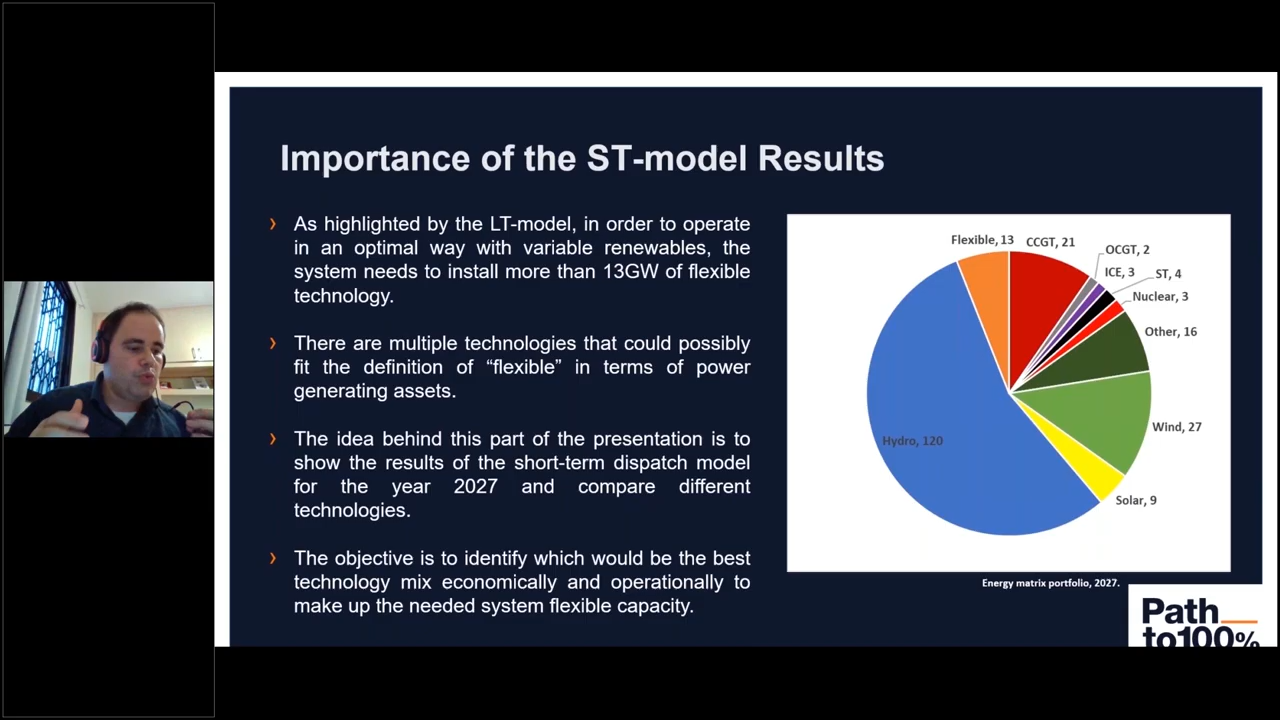 Importance of the ST-model Results
› As highlighted by the LT-model, in order to operate
in an optimal way with variable renewables, the
system needs to install more than 13GW of flexible
technology.
› There are multiple technologies that could possibly
fit the definition of “flexible” in terms of power
generating assets.
› The idea behind this part of the presentation is to
show the results of the short-term dispatch model
for the year 2027 and compare different
technologies.
› The objective is to identify which would be the best
technology mix economically and operationally to
make up the needed system flexible capacity.
Flexible, 13
CCGT, 21
OCGT, 2
ICE, 3
ST, 4
Nuclear, 3
Other, 16
Wind, 27
Hydro, 120
Solar, 9
Energy matrix portfolio, 2027.
Path
to100%